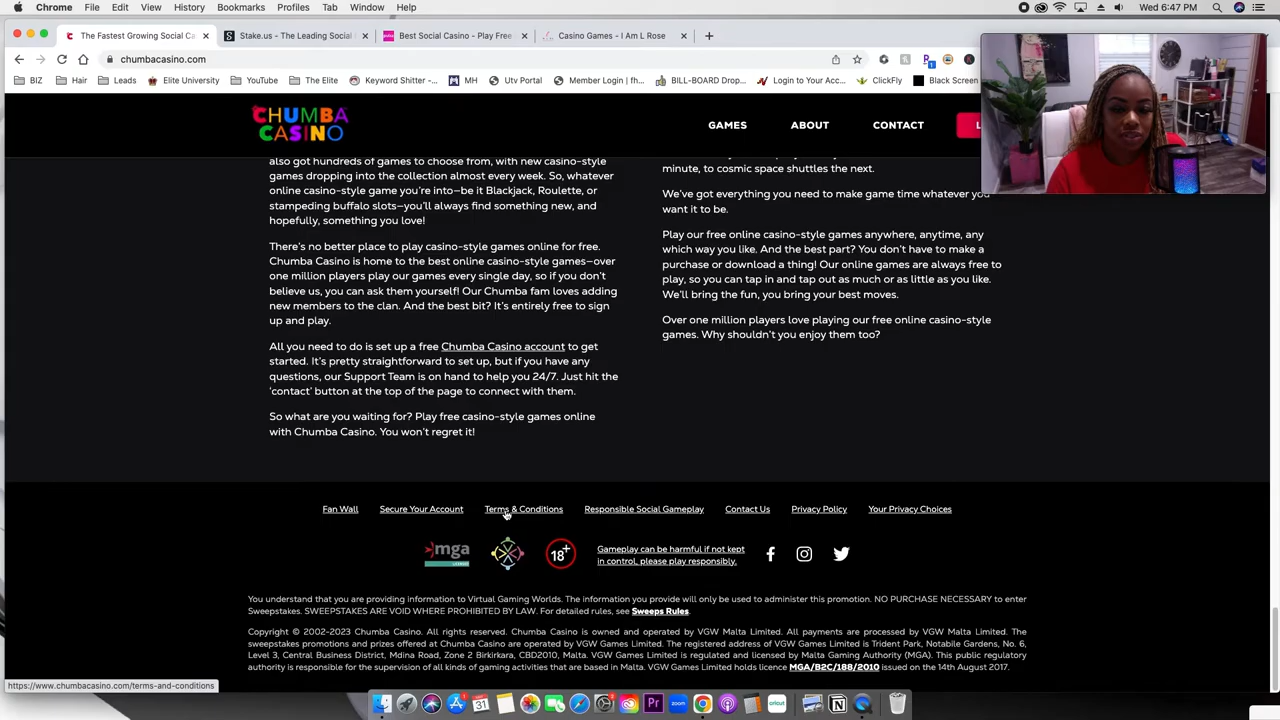 Chrome File Edit View History Bookmarks Profiles Tab Window Help Wed 6:47 PM
The Fastest Growing Social Ca Stake.us - The Leading Social Best Social Casino - Play Free Casino Games - I Am L Rose
chumbacasino.com
BIZ Hair Leads Elite University YouTube The Elite Keyword Shitter -... MH Utv Portal Member Login | fh... BILL-BOARD Drop... Login to Your Acc... ClickFly Black Screen
CHUMBA
CASINO
GAMES ABOUT CONTACT L
also got hundreds of games to choose from, with new casino-style
games dropping into the collection almost every week. So, whatever
online casino-style game you're into—be it Blackjack, Roulette, or
stampeding buffalo slots—you'll always find something new, and
hopefully, something you love!
There's no better place to play casino-style games online for free.
Chumba Casino is home to the best online casino-style games—over
one million players play our games every single day, so if you don't
believe us, you can ask them yourself! Our Chumba fam loves adding
new members to the clan. And the best bit? It's entirely free to sign
up and play.
All you need to do is set up a free Chumba Casino account to get
started. It's pretty straightforward to set up, but if you have any
questions, our Support Team is on hand to help you 24/7. Just hit the
'contact' button at the top of the page to connect with them.
So what are you waiting for? Play free casino-style games online
with Chumba Casino. You won't regret it!
minute, to cosmic space shuttles the next.
We've got everything you need to make game time whatever you
want it to be.
Play our free online casino-style games anywhere, anytime, any
which way you like. And the best part? You don't have to make a
purchase or download a thing! Our online games are always free to
play, so you can tap in and tap out as much or as little as you like.
We'll bring the fun, you bring your best moves.
Over one million players love playing our free online casino-style
games. Why shouldn't you enjoy them too?
Fan Wall Secure Your Account Terms & Conditions Responsible Social Gameplay Contact Us Privacy Policy Your Privacy Choices
mga 18+ Gameplay can be harmful if not kept
in control, please play responsibly.
You understand that you are providing information to Virtual Gaming Worlds. The information you provide will only be used to administer this promotion. NO PURCHASE NECESSARY to enter
Sweepstakes. SWEEPSTAKES ARE VOID WHERE PROHIBITED BY LAW. For detailed rules, see Sweeps Rules.
Copyright © 2002-2023 Chumba Casino. All rights reserved. Chumba Casino is owned and operated by VGW Malta Limited. All payments are processed by VGW Malta Limited. The
sweepstakes promotions and prizes offered at Chumba Casino are operated by VGW Games Limited. The registered address of VGW Games Limited is Trident Park, Notabile Gardens, No. 6,
Level 3, Central Business District, Mdina Road, Zone 2 Birkirkara, CBD2010, Malta. VGW Games Limited is regulated and licensed by Malta Gaming Authority (MGA). This public regulatory
authority is responsible for the supervision of all kinds of gaming activities that are based in Malta. VGW Games Limited holds licence MGA/B2C/188/2010 issued on the 14th August 2017.
https://www.chumbacasino.com/terms-and-conditions
31 Pr zoom cricut